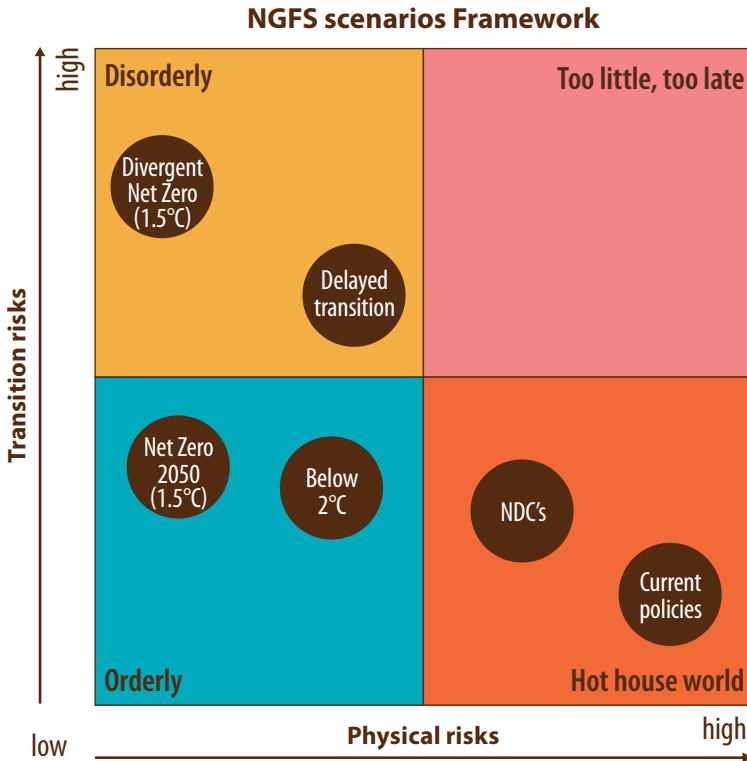 NGFS scenarios Framework
high
Disorderly
Too little, too late
Divergent
Net Zero
(1.5°C)
Delayed
transition
Transition risks
Net Zero
2050
(1.5°C)
Below
2°C
NDC's
Current
policies
Orderly
Hot house world
low
Physical risks
high